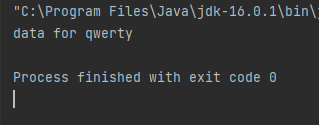 "C:\Program Files\Java\jdk-16.0.1\bin\j
data for qwerty
Process finished with exit code 0